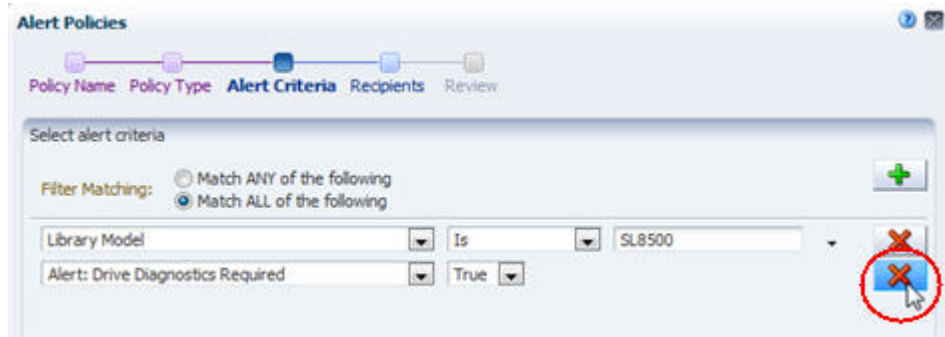 Alert Policies
Policy Name Policy Type Alert Criteria Recipients Review
Select alert criteria
Filter Matching: Match ANY of the following
Match ALL of the following
Library Model Is SL8500
Alert: Drive Diagnostics Required True